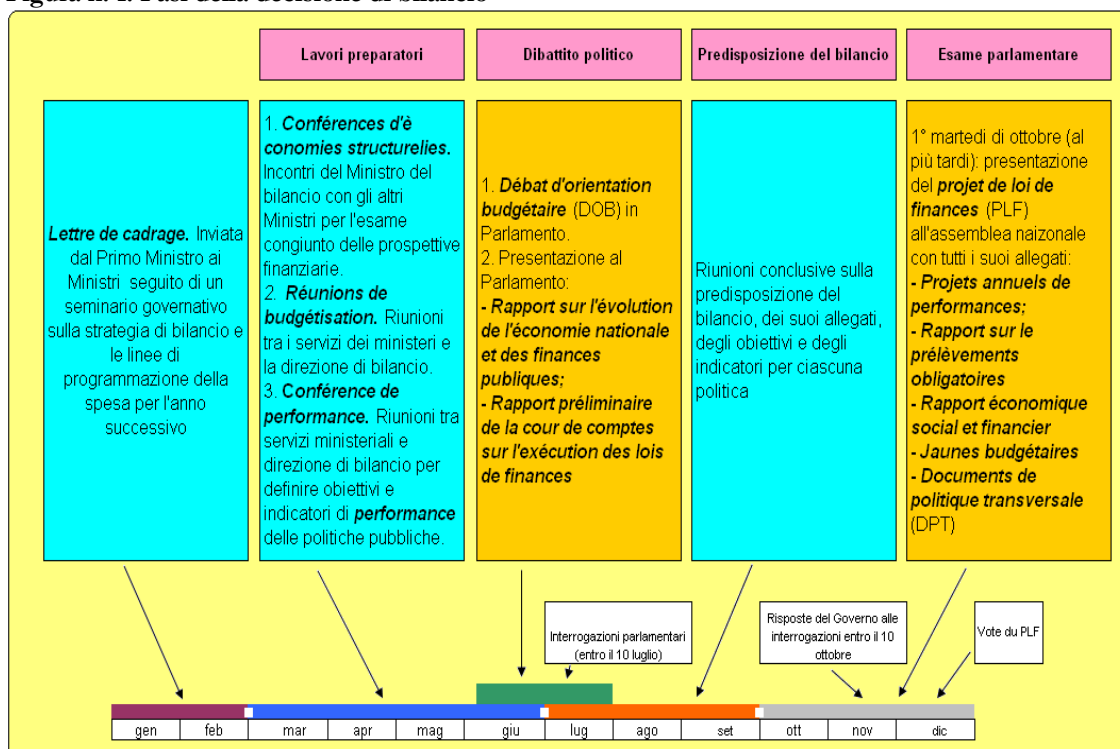 Figura n. 4. Fasi della decisione di bilancio
Lavori preparatori
Dibattito politico
Predisposizione del bilancio
Esame parlamentare
Lettre de cadrage. Inviata
dal Primo Ministro ai
Ministri seguito di un
seminario governativo
sulla strategia di bilancio e
le linee di
programmazione della
spesa per l'anno
successivo
1. Conférences d'è
conomies structurelies.
Incontri del Ministro del
bilancio con gli altri
Ministri per l'esame
congiunto delle prospettive
finanziarie.
2. Réunions de
budgétisation. Riunioni
tra i servizi dei ministeri e
la direzione di bilancio.
3. Conférence de
performance. Riunioni tra
servizi ministeriali e
direzione di bilancio per
definire obiettivi e
indicatori di performance
delle politiche pubbliche.
1. Débat d'orientation
budgétaire (DOB) in
Parlamento.
2. Presentazione al
Parlamento:
- Rapport sur l'évolution
de l'économie nationale
et des finances
publiques;
- Rapport préliminaire
de la cour de comptes
sur l'exécution des lois
de finances
Riunioni conclusive sulla
predisposizione del
bilancio, dei suoi allegati,
degli obiettivi e degli
indicatori per ciascuna
politica
1° martedi di ottobre (al
più tardi): presentazione
del projet de loi de
finances (PLF)
all'assemblea naizonale
con tutti i suoi allegati:
- Projets annuels de
performances;
- Rapport sur le
prélèvements
obligatoires
- Rapport économique
social et financier
- Jaunes budgétaires
- Documents de
politique transversale
(DPT)
Interrogazioni parlamentari
(entro il 10 luglio)
Risposte del Governo alle
interrogazioni entro il 10
ottobre
Vote du PLF
gen feb mar apr mag giu lug ago set ott nov dic